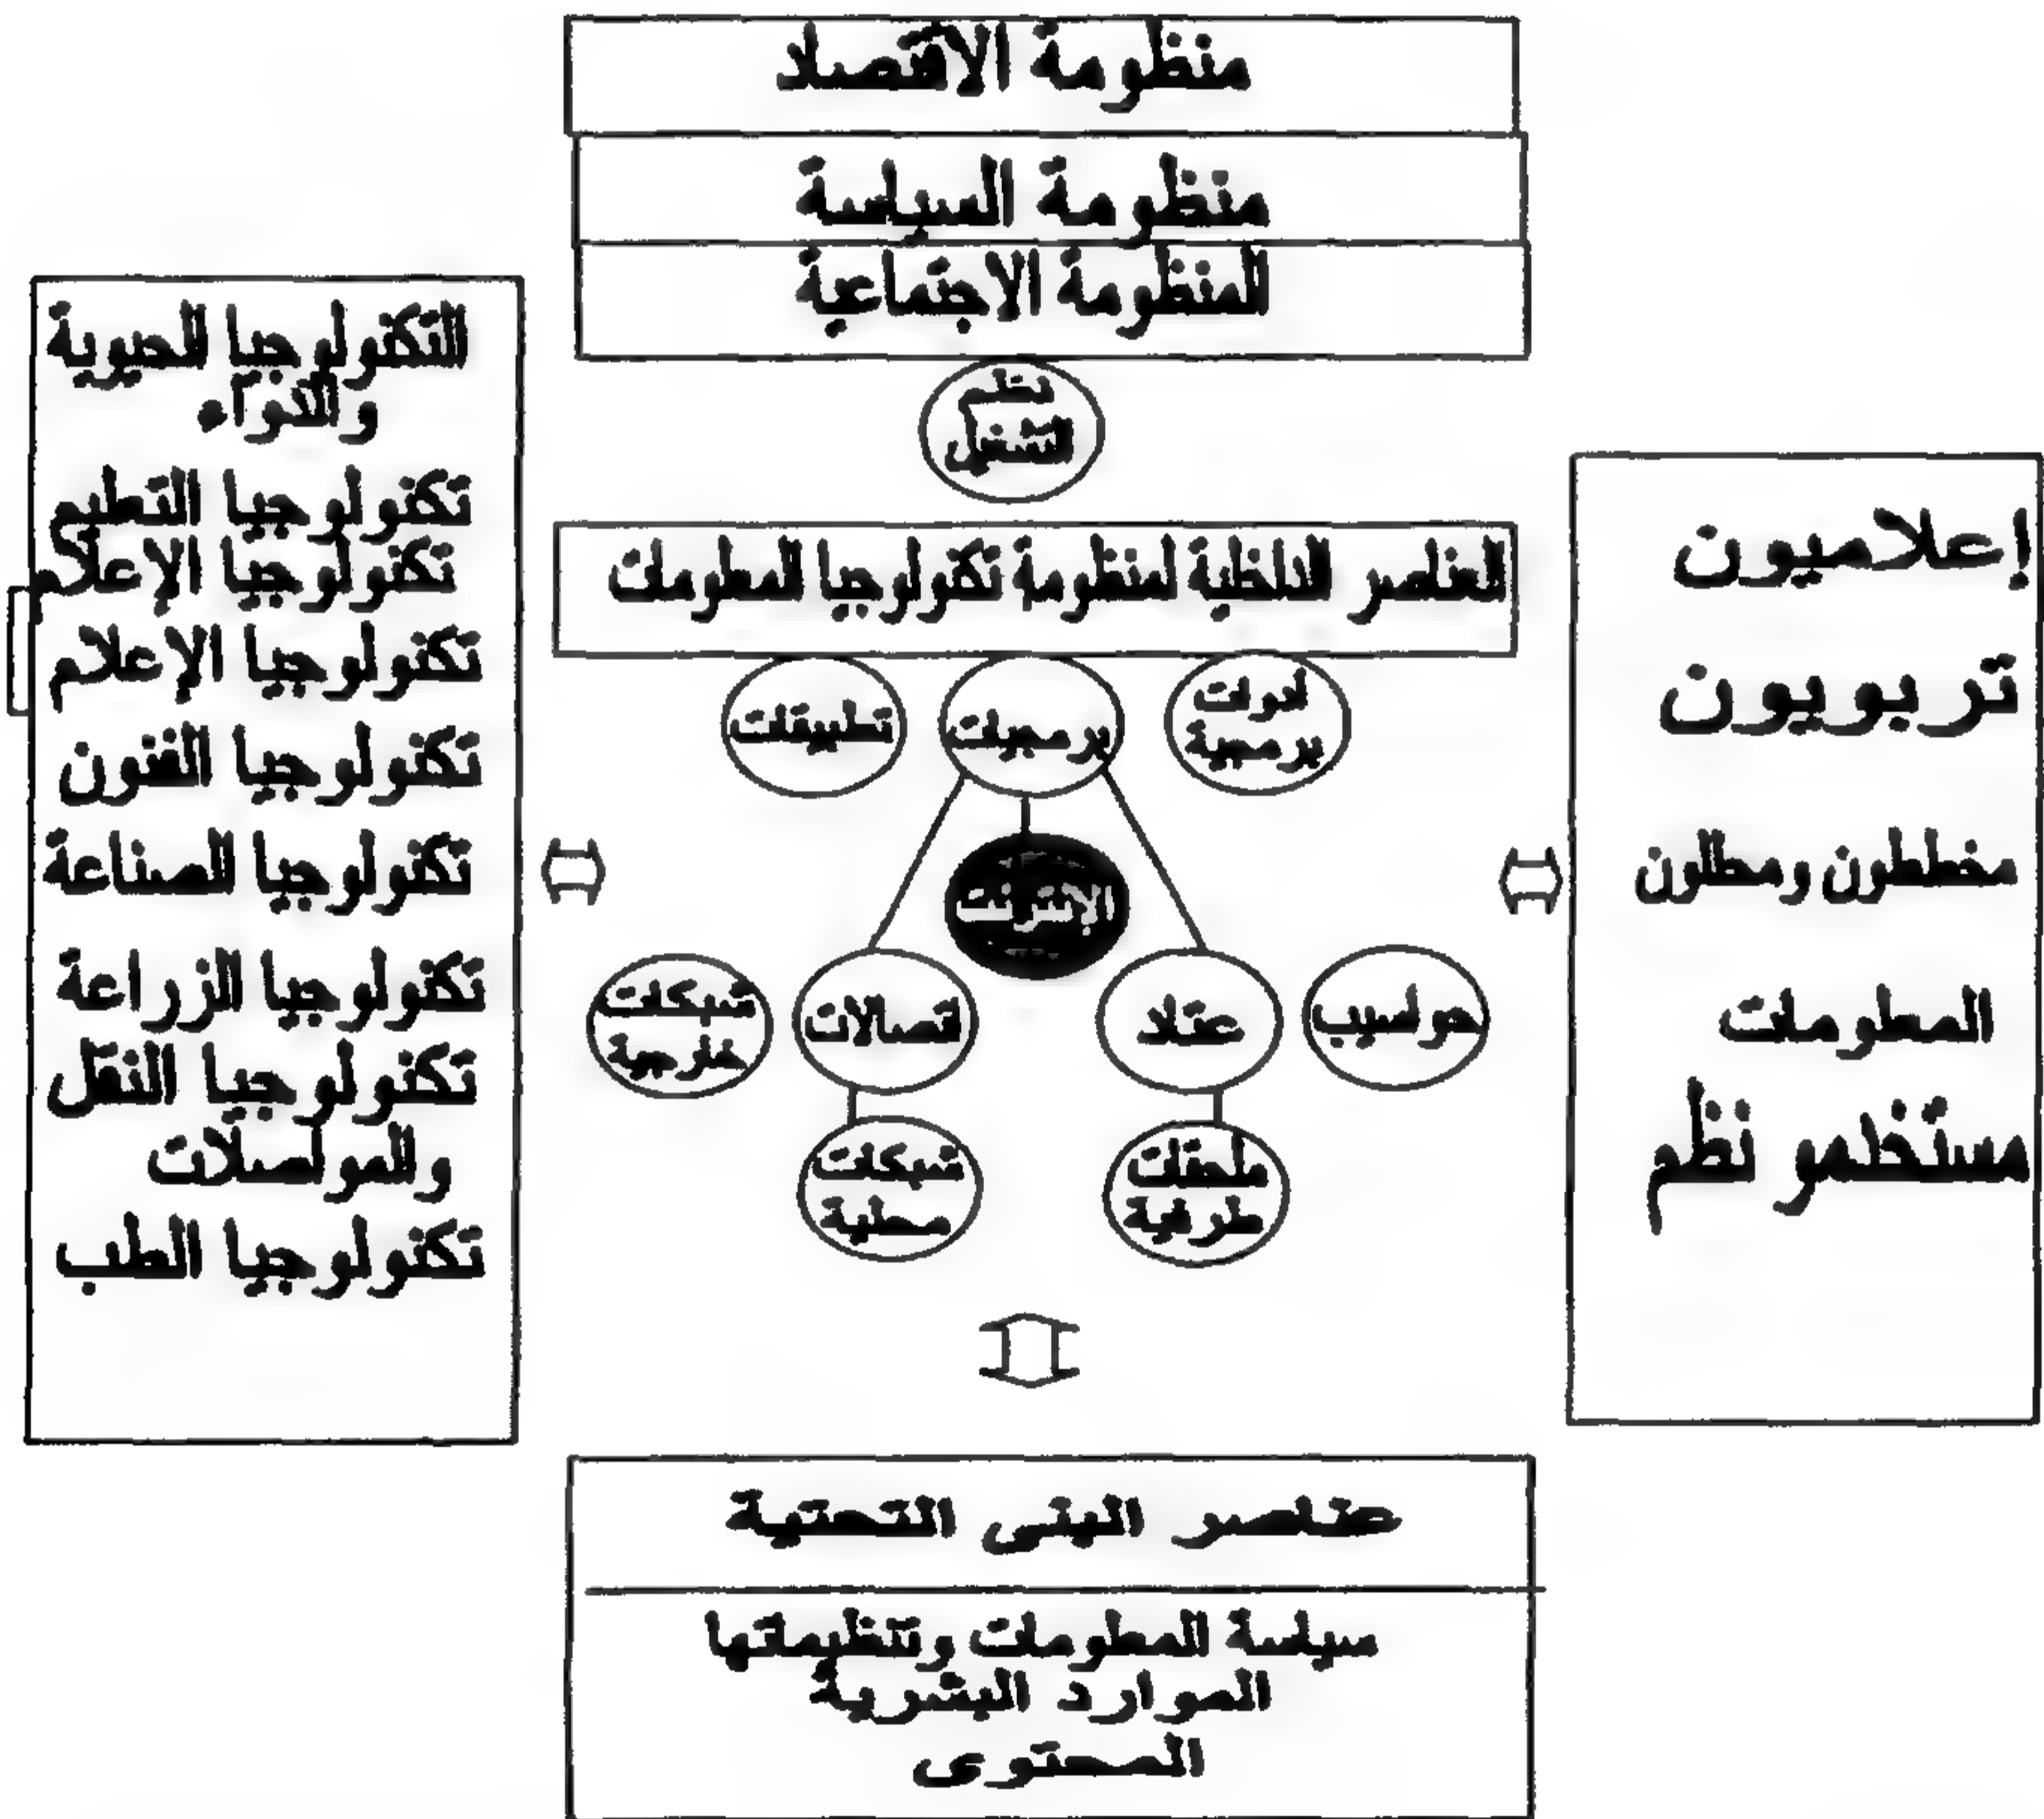 منظومة الاقتصاد
منظومة السياسة
المنظومة الاجتماعية
نظم
التشغيل
العناصر الداخلية لمنظومة تكنولوجيا المعلومات
أدوات
برمجية
برمجيات
تطبيقات
الإنترنت
حواسيب
عتاد
اتصالات
شبكات
خارجية
ملحقات
طرفية
شبكات
محلية
إعلاميون
تربويون
مخططون ومحللون
المعلومات
مستخدمو نظم
التكنولوجيا الحيوية
والدواء
تكنولوجيا التعليم
تكنولوجيا الإعلام
تكنولوجيا الإعلام
تكنولوجيا الفنون
تكنولوجيا الصناعة
تكنولوجيا الزراعة
تكنولوجيا النقل
والمواصلات
تكنولوجيا الطب
عناصر البنى التحتية
سياسة المعلومات وتنظيماتها
الموارد البشرية
المحتوى